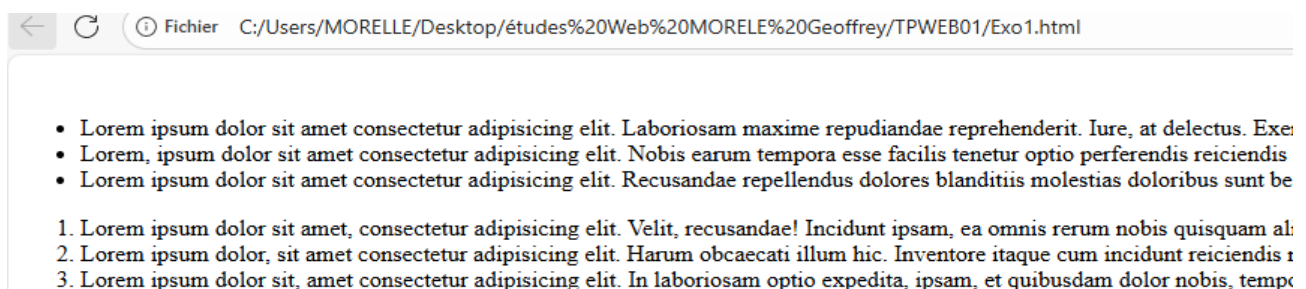 Fichier C:/Users/MORELLE/Desktop/études%20Web%20MORELE%20Geoffrey/TPWEB01/Exo1.html
• Lorem ipsum dolor sit amet consectetur adipisicing elit. Laboriosam maxime repudiandae reprehenderit. Iure, at delectus.
• Lorem, ipsum dolor sit amet consectetur adipisicing elit. Nobis earum tempora esse facilis tenetur optio perferendis reiciendis
• Lorem ipsum dolor sit amet consectetur adipisicing elit. Recusandae repellendus dolores blanditiis molestias doloribus sunt
1. Lorem ipsum dolor sit amet, consectetur adipisicing elit. Velit, recusandae! Incidunt ipsam, ea omnis rerum nobis quisquam
2. Lorem ipsum dolor, sit amet consectetur adipisicing elit. Harum obcaecati illum hic. Inventore itaque cum incidunt reiciendis
3. Lorem ipsum dolor sit, amet consectetur adipisicing elit. In laboriosam optio expedita, ipsam, et quibusdam dolor nobis,